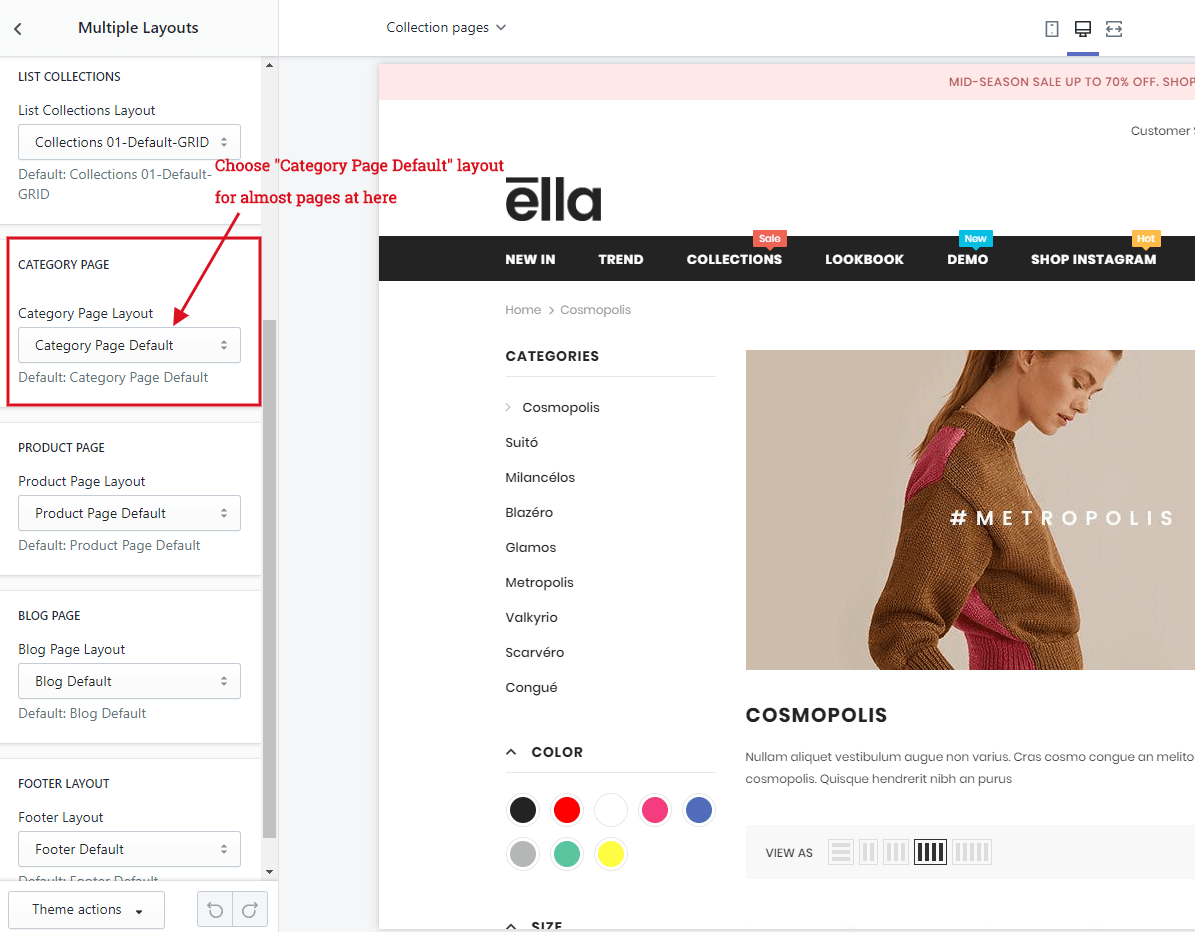 Multiple Layouts
Collection pages
LIST COLLECTIONS
List Collections Layout
Collections 01-Default-GRID
Default: Collections 01-Default-
GRID
Choose "Category Page Default" layout
for almost pages at here
CATEGORY PAGE
Category Page Layout
Category Page Default
Default: Category Page Default
PRODUCT PAGE
Product Page Layout
Product Page Default
Default: Product Page Default
BLOG PAGE
Blog Page Layout
Blog Default
Default: Blog Default
FOOTER LAYOUT
Footer Layout
Footer Default
Default: Footer Default
Theme actions
MID-SEASON SALE UP TO 70% OFF. SHOP
Customer
ella
Sale
New
Hot
NEW IN
TREND
COLLECTIONS
LOOKBOOK
DEMO
SHOP INSTAGRAM
Home > Cosmopolis
CATEGORIES
Cosmopolis
Suitó
Milancélos
Blazéro
Glamos
Metropolis
Valkyrio
Scarvéro
Congué
COLOR
SIZE
#METROPOLIS
COSMOPOLIS
Nullam aliquet vestibulum augue non varius. Cras cosmo congue an melito
cosmopolis. Quisque hendrerit nibh an purus
VIEW AS